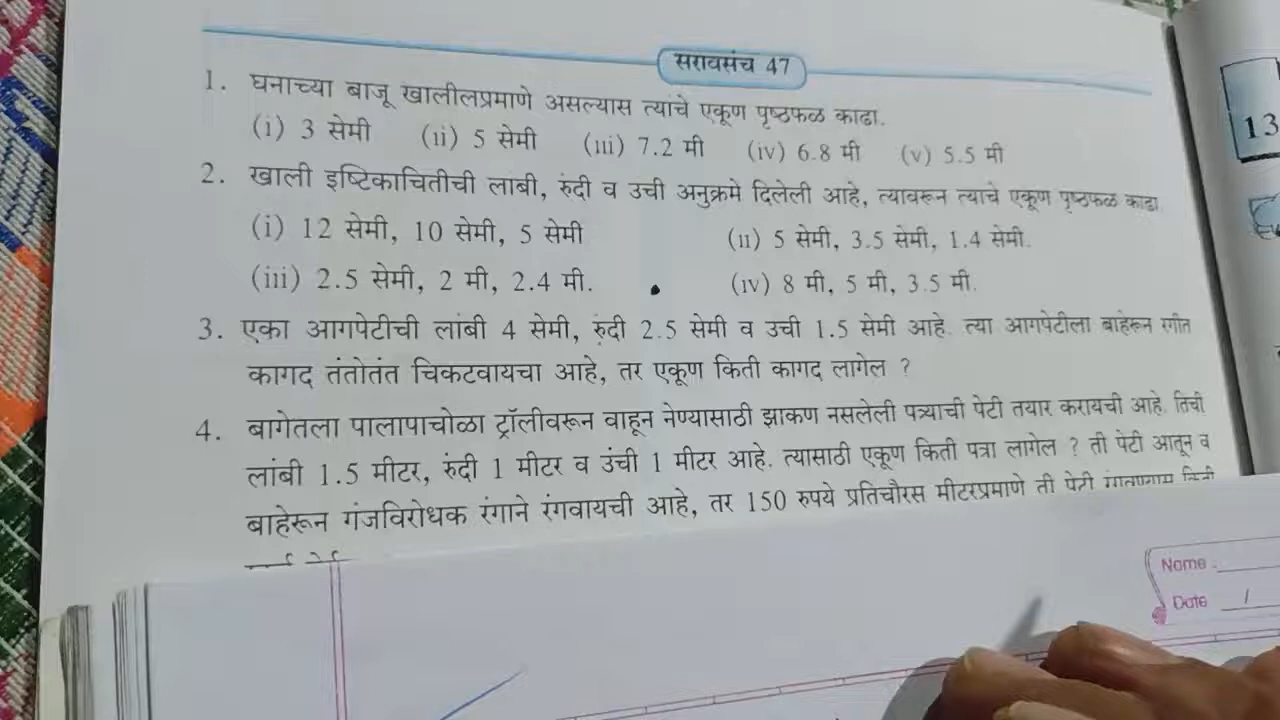 सरावसंच 47
1. घनाच्या बाजू खालीलप्रमाणे असल्यास त्यांचे एकूण पृष्ठफळ काढा.
(i) 3 सेमी (ii) 5 सेमी (iii) 7.2 मी (iv) 6.8 मी (v) 5.5 मी
2. खाली इष्टिकाचितीची लांबी, रुंदी व उची अनुक्रमे दिलेली आहे, त्यावरून त्याचे एकूण पृष्ठफळ काढा
(i) 12 सेमी, 10 सेमी, 5 सेमी (ii) 5 सेमी, 3.5 सेमी, 1.4 सेमी.
(iii) 2.5 सेमी, 2 मी, 2.4 मी. (iv) 8 मी, 5 मी, 3.5 मी.
3. एका आगपेटीची लांबी 4 सेमी, रुंदी 2.5 सेमी व उची 1.5 सेमी आहे. त्या आगपेटीला बाहेरून रंगीत
कागद तंतोतंत चिकटवायचा आहे, तर एकूण किती कागद लागेल ?
4. बागेतला पालापाचोळा ट्रॉलीवरून वाहून नेण्यासाठी झाकण नसलेली पत्र्याची पेटी तयार करायची आहे. तिची
लांबी 1.5 मीटर, रुंदी 1 मीटर व उंची 1 मीटर आहे. त्यासाठी एकूण किती पत्रा लागेल ? ती पेटी आतून व
बाहेरून गंजविरोधक रंगाने रंगवायची आहे, तर 150 रुपये प्रतिचौरस मीटरप्रमाणे ती पेटी
13
Name
Date /